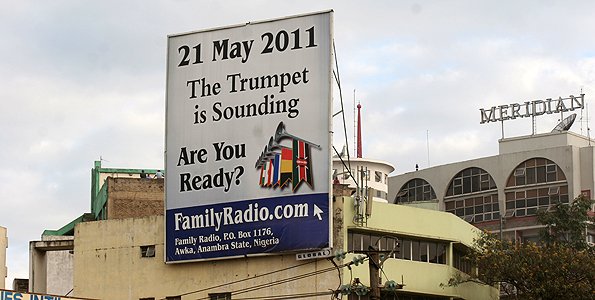 21 May 2011
The Trumpet
is Sounding
Are You
Ready?
FamilyRadio.com
Family Radio, P.O. Box 1176,
Awka, Anambra State, Nigeria
GLOBAL
MERIDIAN